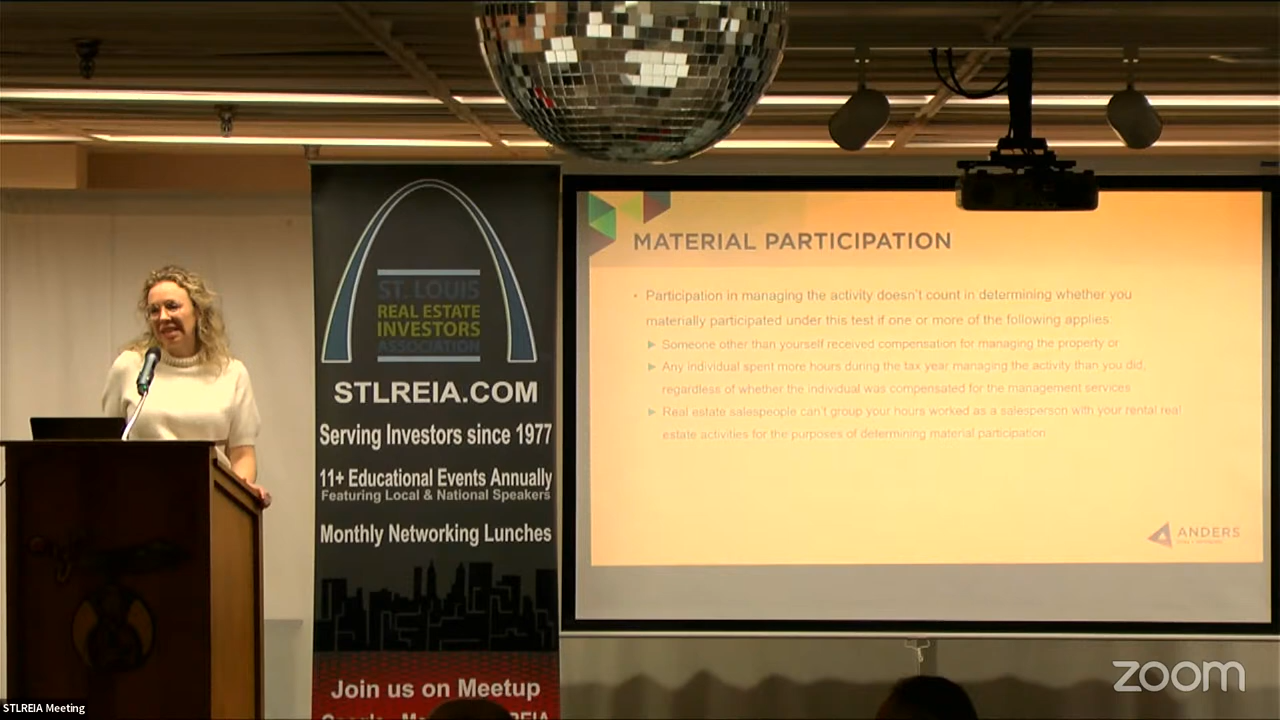 ST. LOUIS
REAL ESTATE
INVESTORS
ASSOCIATION
STLREIA.COM
Serving Investors since 1977
11+ Educational Events Annually
Featuring Local & National Speakers
Monthly Networking Lunches
Join us on Meetup
MATERIAL PARTICIPATION
• Participation in managing the activity doesn't count in determining whether you
materially participated under this test if one or more of the following applies:
Someone other than yourself received compensation for managing the property or
Any individual spent more hours during the tax year managing the activity than you did,
regardless of whether the individual was compensated for the management services
Real estate salespeople can't group your hours worked as a salesperson with your rental real
estate activities for the purposes of determining material participation.
ANDERS
zoom
STLREIA Meeting